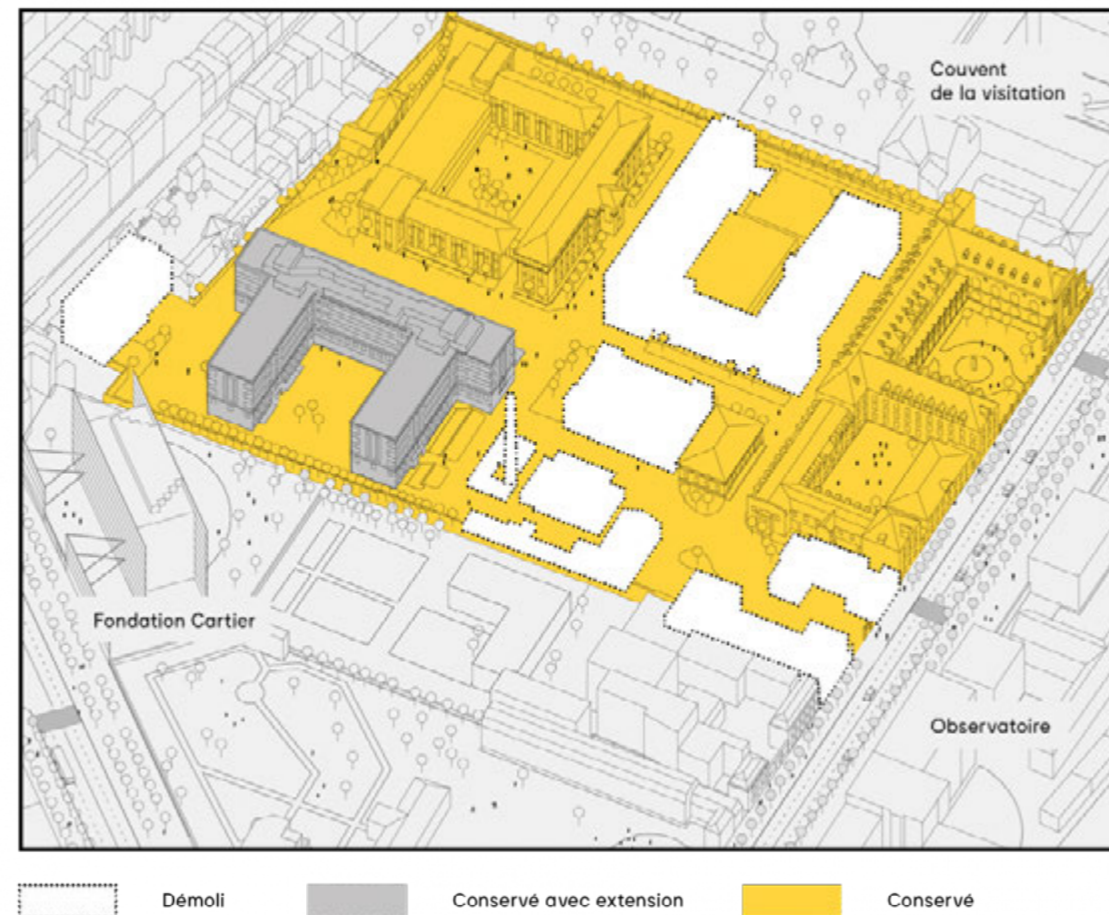 Couvent
de la visitation
Fondation Cartier
Observatoire
Démoli
Conservé avec extension
Conservé